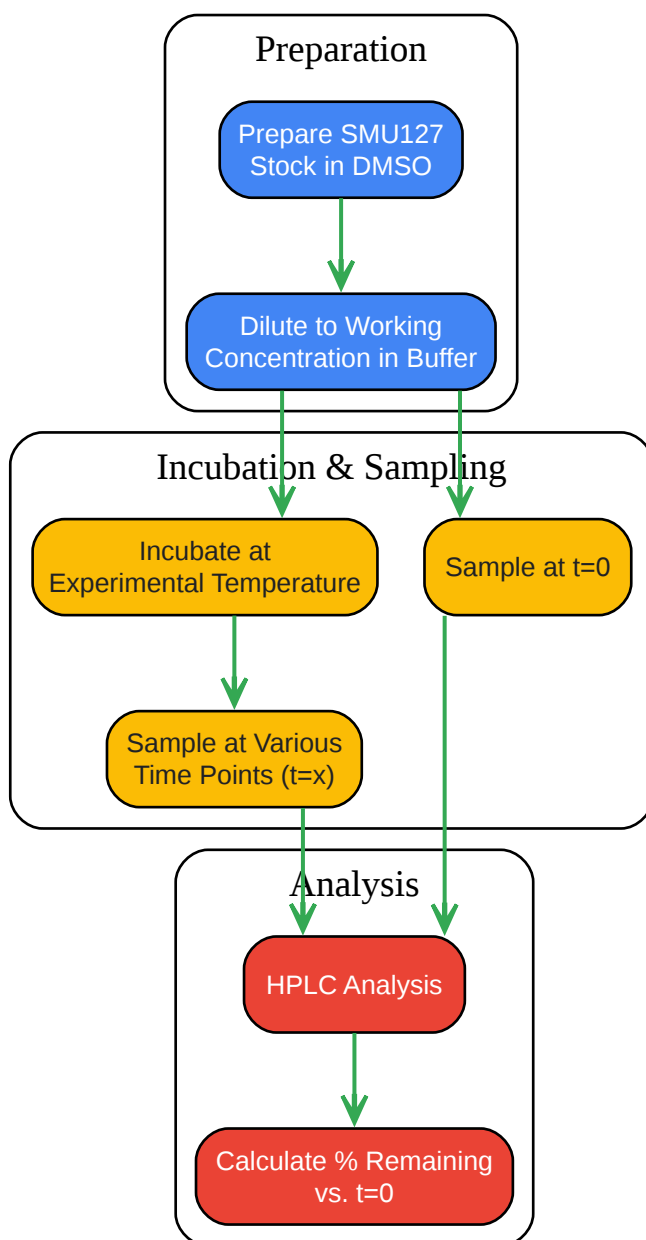 Preparation
Prepare SMU127
Stock in DMSO
Dilute to Working
Concentration in Buffer
Incubation & Sampling
Incubate at
Experimental Temperature
Sample at t=0
Sample at Various
Time Points (t=x)
Analysis
HPLC Analysis
Calculate % Remaining
vs. t=0